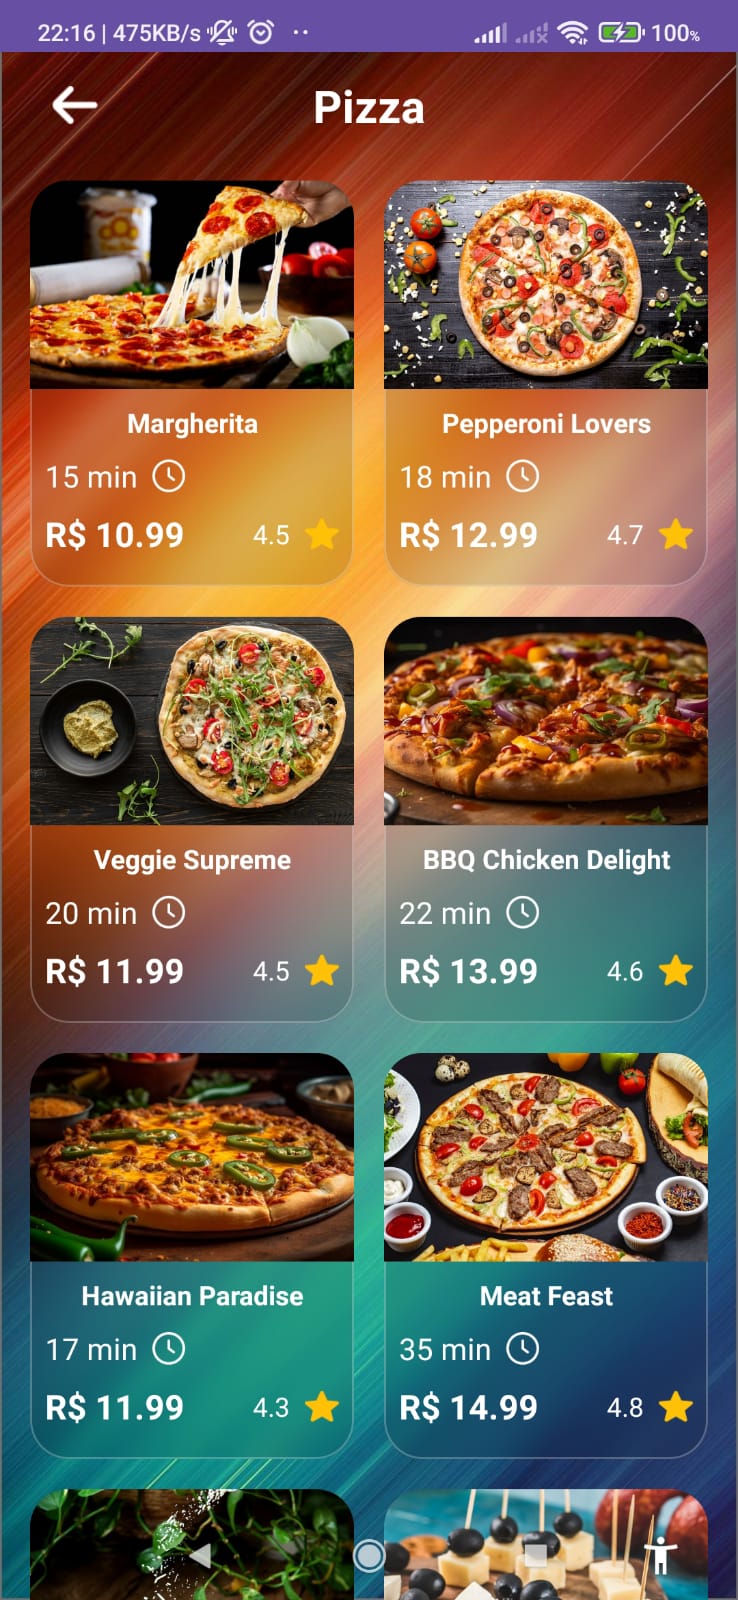 22:16 | 475KB/s
100%
Pizza
Margherita
15 min
R$ 10.99
4.5
Pepperoni Lovers
18 min
R$ 12.99
4.7
Veggie Supreme
20 min
R$ 11.99
4.5
BBQ Chicken Delight
22 min
R$ 13.99
4.6
Hawaiian Paradise
17 min
R$ 11.99
4.3
Meat Feast
35 min
R$ 14.99
4.8